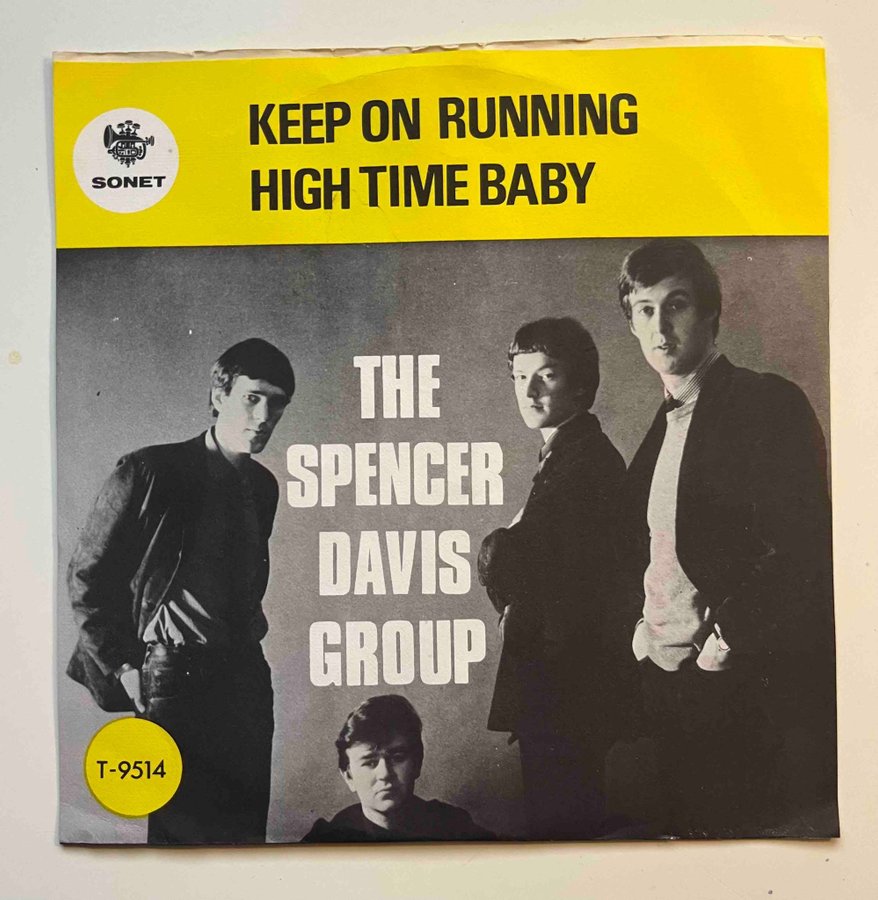 KEEP ON RUNNING
HIGH TIME BABY
SONET
THE
SPENCER
DAVIS
GROUP
T-9514